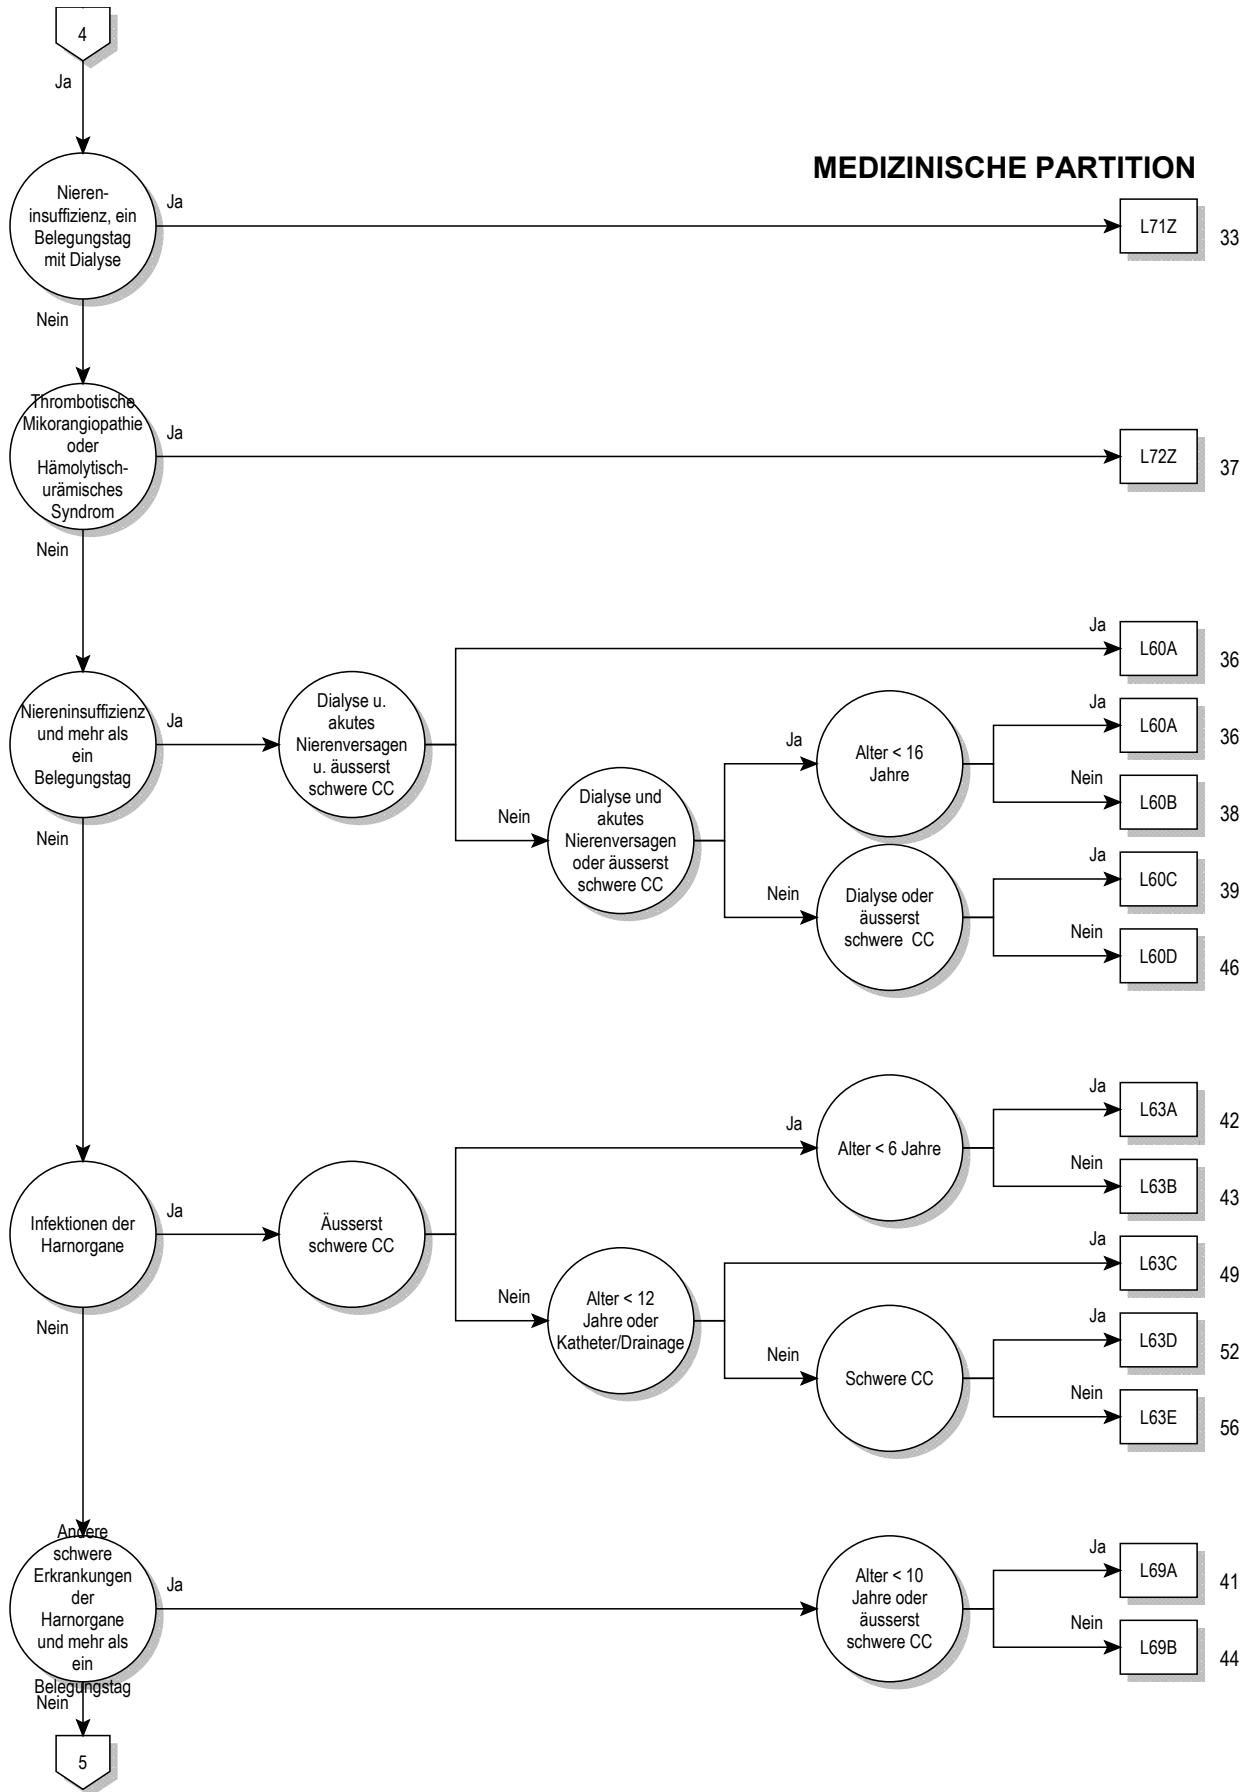 4
Ja
MEDIZINISCHE PARTITION
Nieren-
insuffizienz, ein
Belegungstag
mit Dialyse
Ja
L71Z
33
Nein
Thrombotische
Mikorangiopathie
oder
Hämolytisch-
urämisches
Syndrom
Ja
L72Z
37
Nein
Niereninsuffizienz
und mehr als
ein
Belegungstag
Ja
Dialyse u.
akutes
Nierenversagen
u. äusserst
schwere CC
Ja
L60A
36
Nein
Dialyse und
akutes
Nierenversagen
oder äusserst
schwere CC
Ja
Alter < 16
Jahre
Ja
L60A
36
Nein
L60B
38
Nein
Dialyse oder
äusserst
schwere CC
Ja
L60C
39
Nein
L60D
46
Nein
Infektionen der
Harnorgane
Ja
Äusserst
schwere CC
Ja
Alter < 6 Jahre
Ja
L63A
42
Nein
L63B
43
Nein
Alter < 12
Jahre oder
Katheter/Drainage
Ja
L63C
49
Nein
Schwere CC
Ja
L63D
52
Nein
L63E
56
Nein
Andere
schwere
Erkrankungen
der
Harnorgane
und mehr als
ein
Belegungstag
Ja
Alter < 10
Jahre oder
äusserst
schwere CC
Ja
L69A
41
Nein
L69B
44
Nein
5